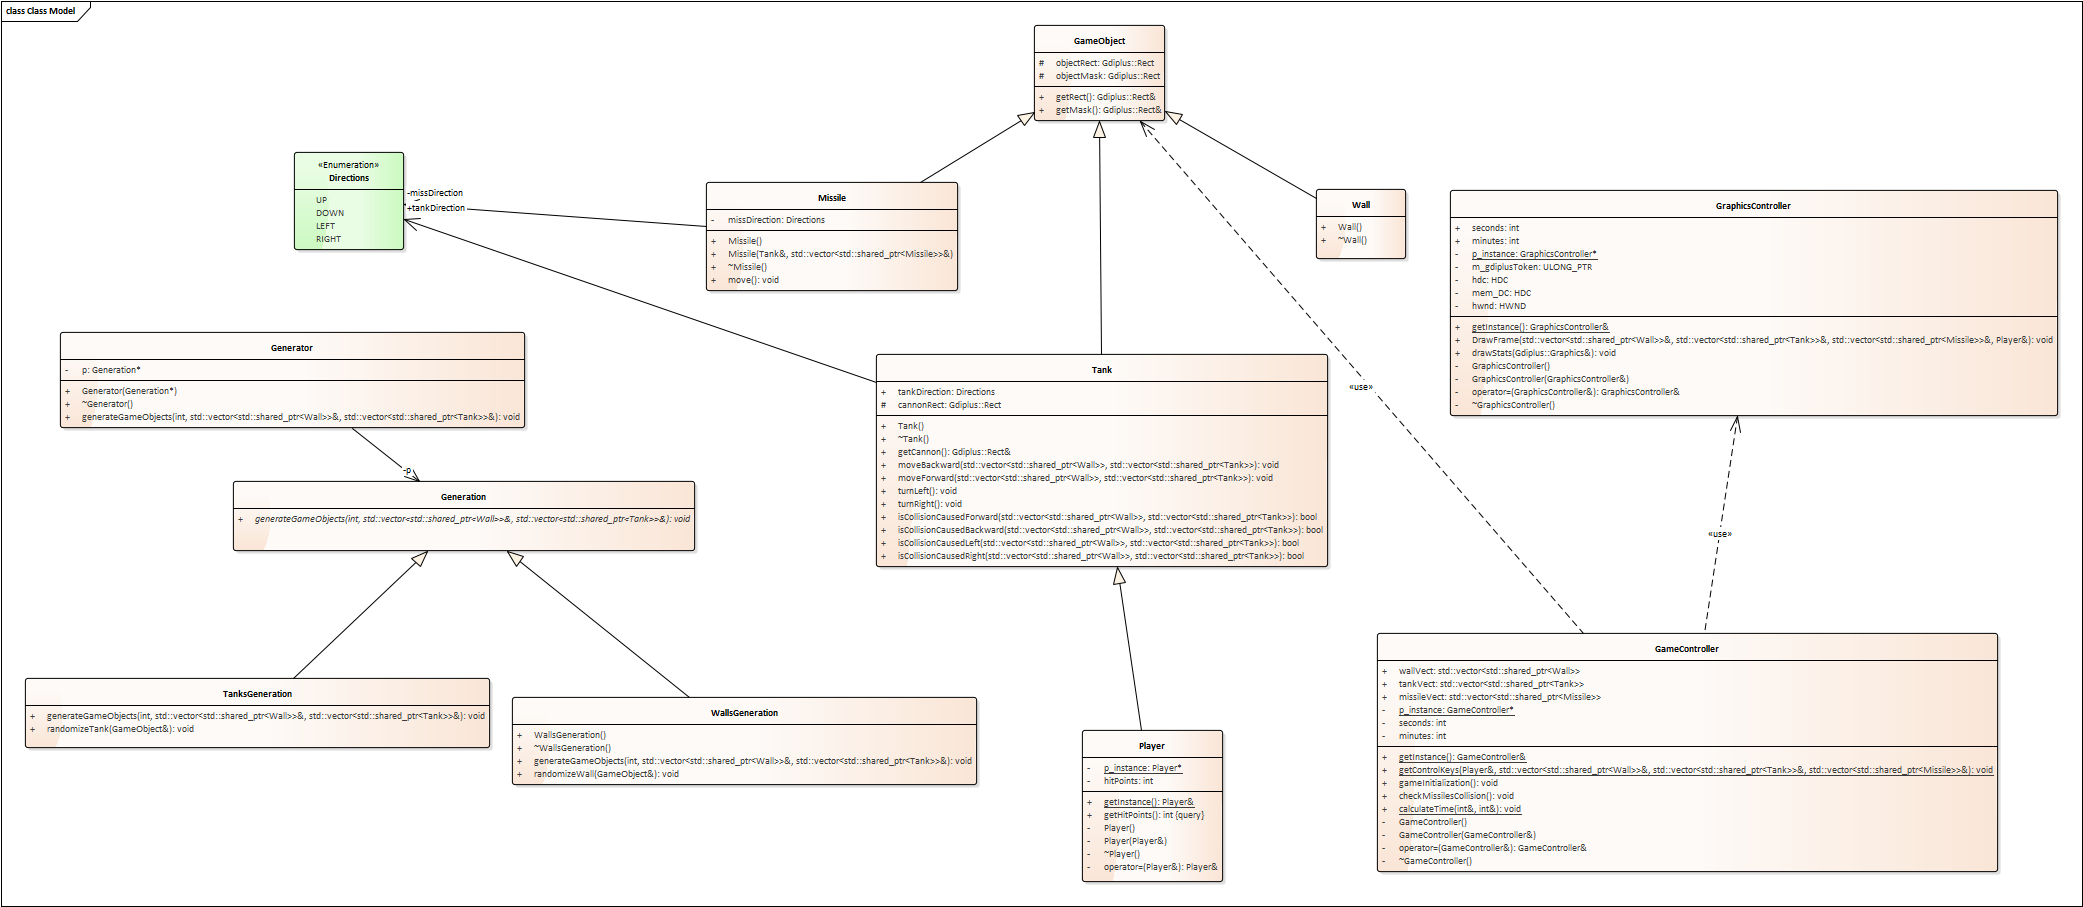 class Class Model
GameObject
# objectRect: Gdiplus::Rect
# objectMask: Gdiplus::Rect
+ getRect(): Gdiplus::Rect&
+ getMask(): Gdiplus::Rect&
«Enumeration»
Directions
UP
DOWN
LEFT
RIGHT
-missDirection
+tankDirection
Missile
- missDirection: Directions
+ Missile()
+ Missile(Tank&, std::vector<std::shared_ptr<Missile>>&)
+ ~Missile()
+ move(): void
Wall
+ Wall()
+ ~Wall()
GraphicsController
+ seconds: int
+ minutes: int
- p_instance: GraphicsController*
- m_gdiplusToken: ULONG_PTR
- hdc: HDC
- mem_DC: HDC
- hwnd: HWND
+ getInstance(): GraphicsController&
+ DrawFrame(std::vector<std::shared_ptr<Wall>>&, std::vector<std::shared_ptr<Tank>>&, std::vector<std::shared_ptr<Missile>>&, Player&): void
+ drawStats(Gdiplus::Graphics&): void
- GraphicsController()
- GraphicsController(GraphicsController&)
- operator=(GraphicsController&): GraphicsController&
- ~GraphicsController()
Generator
- p: Generation*
+ Generator(Generation*)
+ ~Generator()
+ generateGameObjects(int, std::vector<std::shared_ptr<Wall>>&, std::vector<std::shared_ptr<Tank>>&): void
-p
Tank
+ tankDirection: Directions
# cannonRect: Gdiplus::Rect
+ Tank()
+ ~Tank()
+ getCannon(): Gdiplus::Rect&
+ moveBackward(std::vector<std::shared_ptr<Wall>>, std::vector<std::shared_ptr<Tank>>): void
+ moveForward(std::vector<std::shared_ptr<Wall>>, std::vector<std::shared_ptr<Tank>>): void
+ turnLeft(): void
+ turnRight(): void
+ isCollisionCausedForward(std::vector<std::shared_ptr<Wall>>, std::vector<std::shared_ptr<Tank>>): bool
+ isCollisionCausedBackward(std::vector<std::shared_ptr<Wall>>, std::vector<std::shared_ptr<Tank>>): bool
+ isCollisionCausedLeft(std::vector<std::shared_ptr<Wall>>, std::vector<std::shared_ptr<Tank>>): bool
+ isCollisionCausedRight(std::vector<std::shared_ptr<Wall>>, std::vector<std::shared_ptr<Tank>>): bool
«use»
«use»
Generation
+ generateGameObjects(int, std::vector<std::shared_ptr<Wall>>&, std::vector<std::shared_ptr<Tank>>&): void
TanksGeneration
+ generateGameObjects(int, std::vector<std::shared_ptr<Wall>>&, std::vector<std::shared_ptr<Tank>>&): void
+ randomizeTank(GameObject&): void
WallsGeneration
+ WallsGeneration()
+ ~WallsGeneration()
+ generateGameObjects(int, std::vector<std::shared_ptr<Wall>>&, std::vector<std::shared_ptr<Tank>>&): void
+ randomizeWall(GameObject&): void
Player
- p_instance: Player*
- hitPoints: int
+ getInstance(): Player&
+ getHitPoints(): int {query}
- Player()
- Player(Player&)
- ~Player()
- operator=(Player&): Player&
GameController
+ wallVect: std::vector<std::shared_ptr<Wall>>
+ tankVect: std::vector<std::shared_ptr<Tank>>
+ missileVect: std::vector<std::shared_ptr<Missile>>
- p_instance: GameController*
- seconds: int
- minutes: int
+ getInstance(): GameController&
+ getControlKeys(Player&, std::vector<std::shared_ptr<Wall>>&, std::vector<std::shared_ptr<Tank>>&, std::vector<std::shared_ptr<Missile>>&): void
+ gameInitialization(): void
+ checkMissilesCollision(): void
+ calculateTime(int&, int&): void
- GameController()
- GameController(GameController&)
- operator=(GameController&): GameController&
- ~GameController()